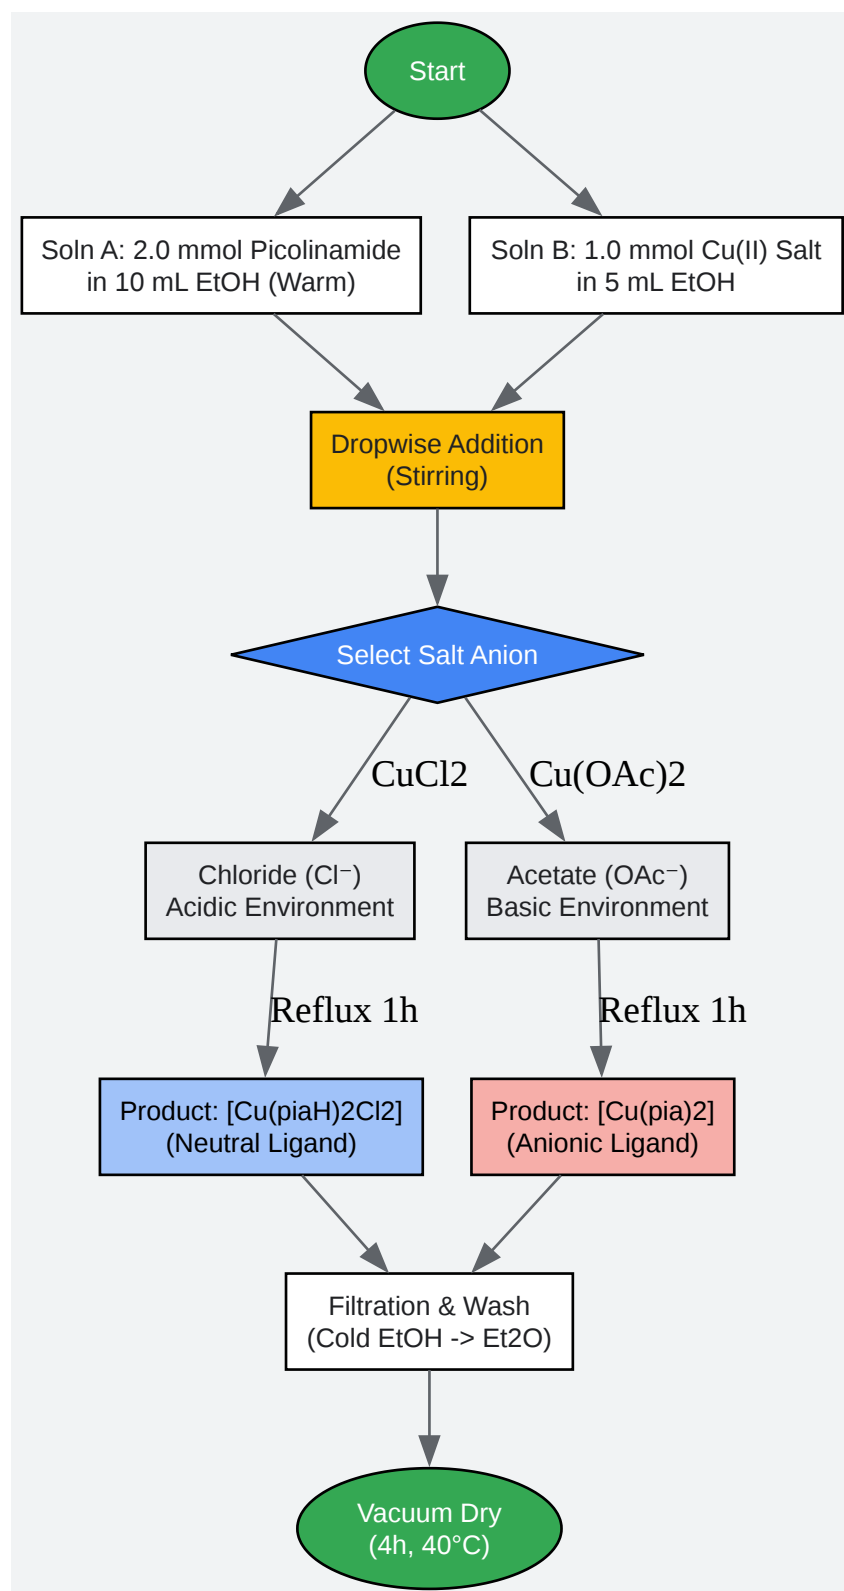 Start
Soln A: 2.0 mmol Picolinamide
in 10 mL EtOH (Warm)
Soln B: 1.0 mmol Cu(II) Salt
in 5 mL EtOH
Dropwise Addition
(Stirring)
Select Salt Anion
CuCl2
Cu(OAc)2
Chloride (Cl⁻)
Acidic Environment
Acetate (OAc⁻)
Basic Environment
Reflux 1h
Reflux 1h
Product: [Cu(piaH)2Cl2]
(Neutral Ligand)
Product: [Cu(pia)2]
(Anionic Ligand)
Filtration & Wash
(Cold EtOH -> Et2O)
Vacuum Dry
(4h, 40°C)